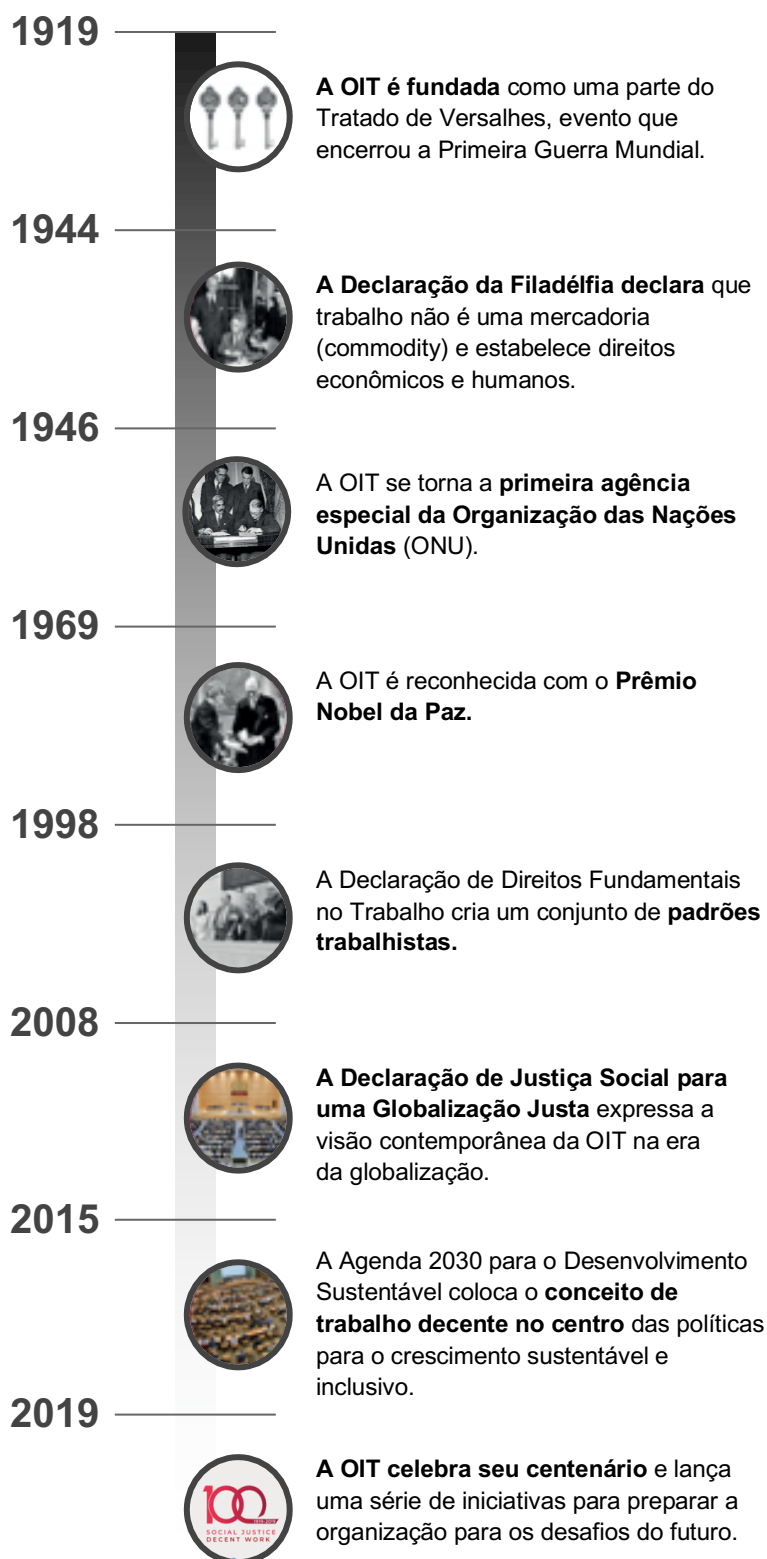 1919
A OIT é fundada como uma parte do
Tratado de Versalhes, evento que
encerrou a Primeira Guerra Mundial.
1944
A Declaração da Filadélfia declara que
trabalho não é uma mercadoria
(commodity) e estabelece direitos
econômicos e humanos.
1946
A OIT se torna a primeira agência
especial da Organização das Nações
Unidas (ONU).
1969
A OIT é reconhecida com o Prêmio
Nobel da Paz.
1998
A Declaração de Direitos Fundamentais
no Trabalho cria um conjunto de padrões
trabalhistas.
2008
A Declaração de Justiça Social para
uma Globalização Justa expressa a
visão contemporânea da OIT na era
da globalização.
2015
A Agenda 2030 para o Desenvolvimento
Sustentável coloca o conceito de
trabalho decente no centro das políticas
para o crescimento sustentável e
inclusivo.
2019
100
SOCIAL JUSTICE
DECENT WORK
A OIT celebra seu centenário e lança
uma série de iniciativas para preparar a
organização para os desafios do futuro.